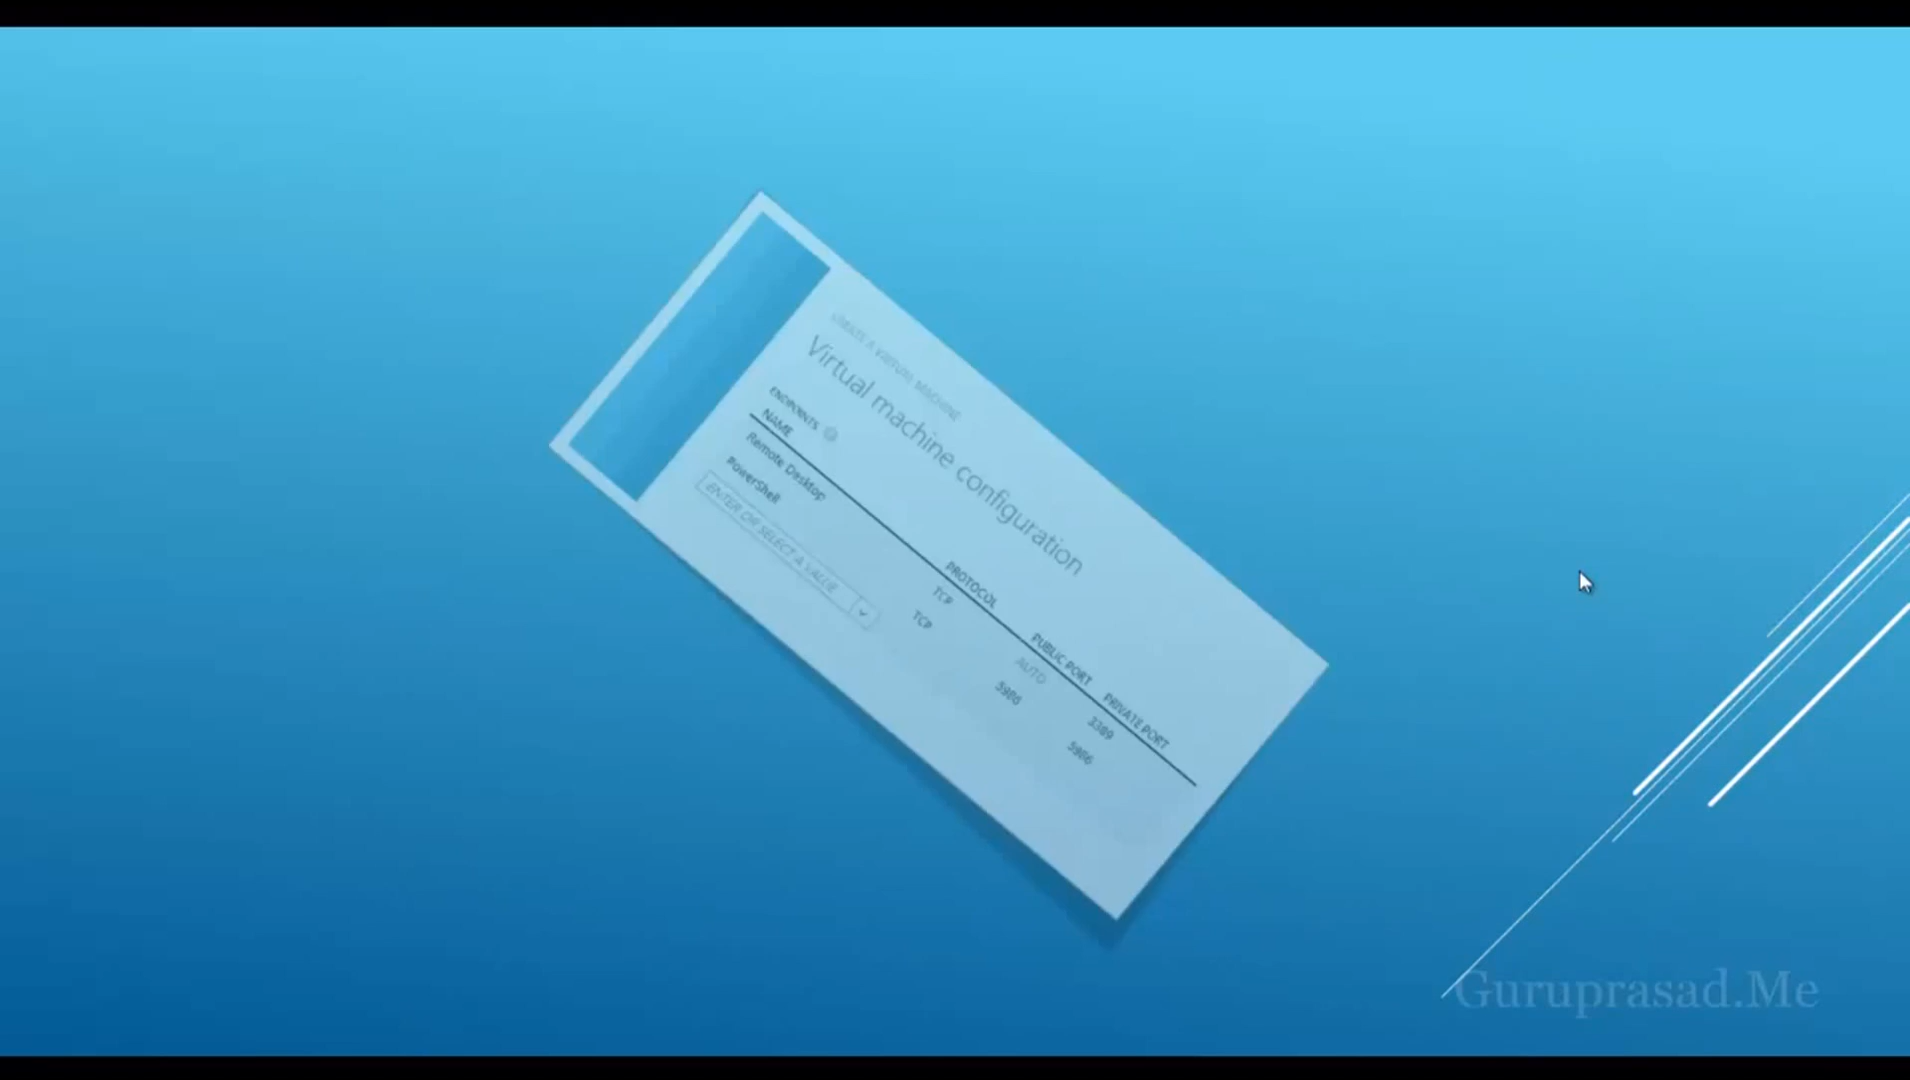 CREATE A VIRTUAL MACHINE
Virtual machine configuration
ENDPOINTS
NAME PROTOCOL PUBLIC PORT PRIVATE PORT
Remote Desktop TCP AUTO 3389
PowerShell TCP 5986 5986
ENTER OR SELECT A VALUE
Guruprasad.Me